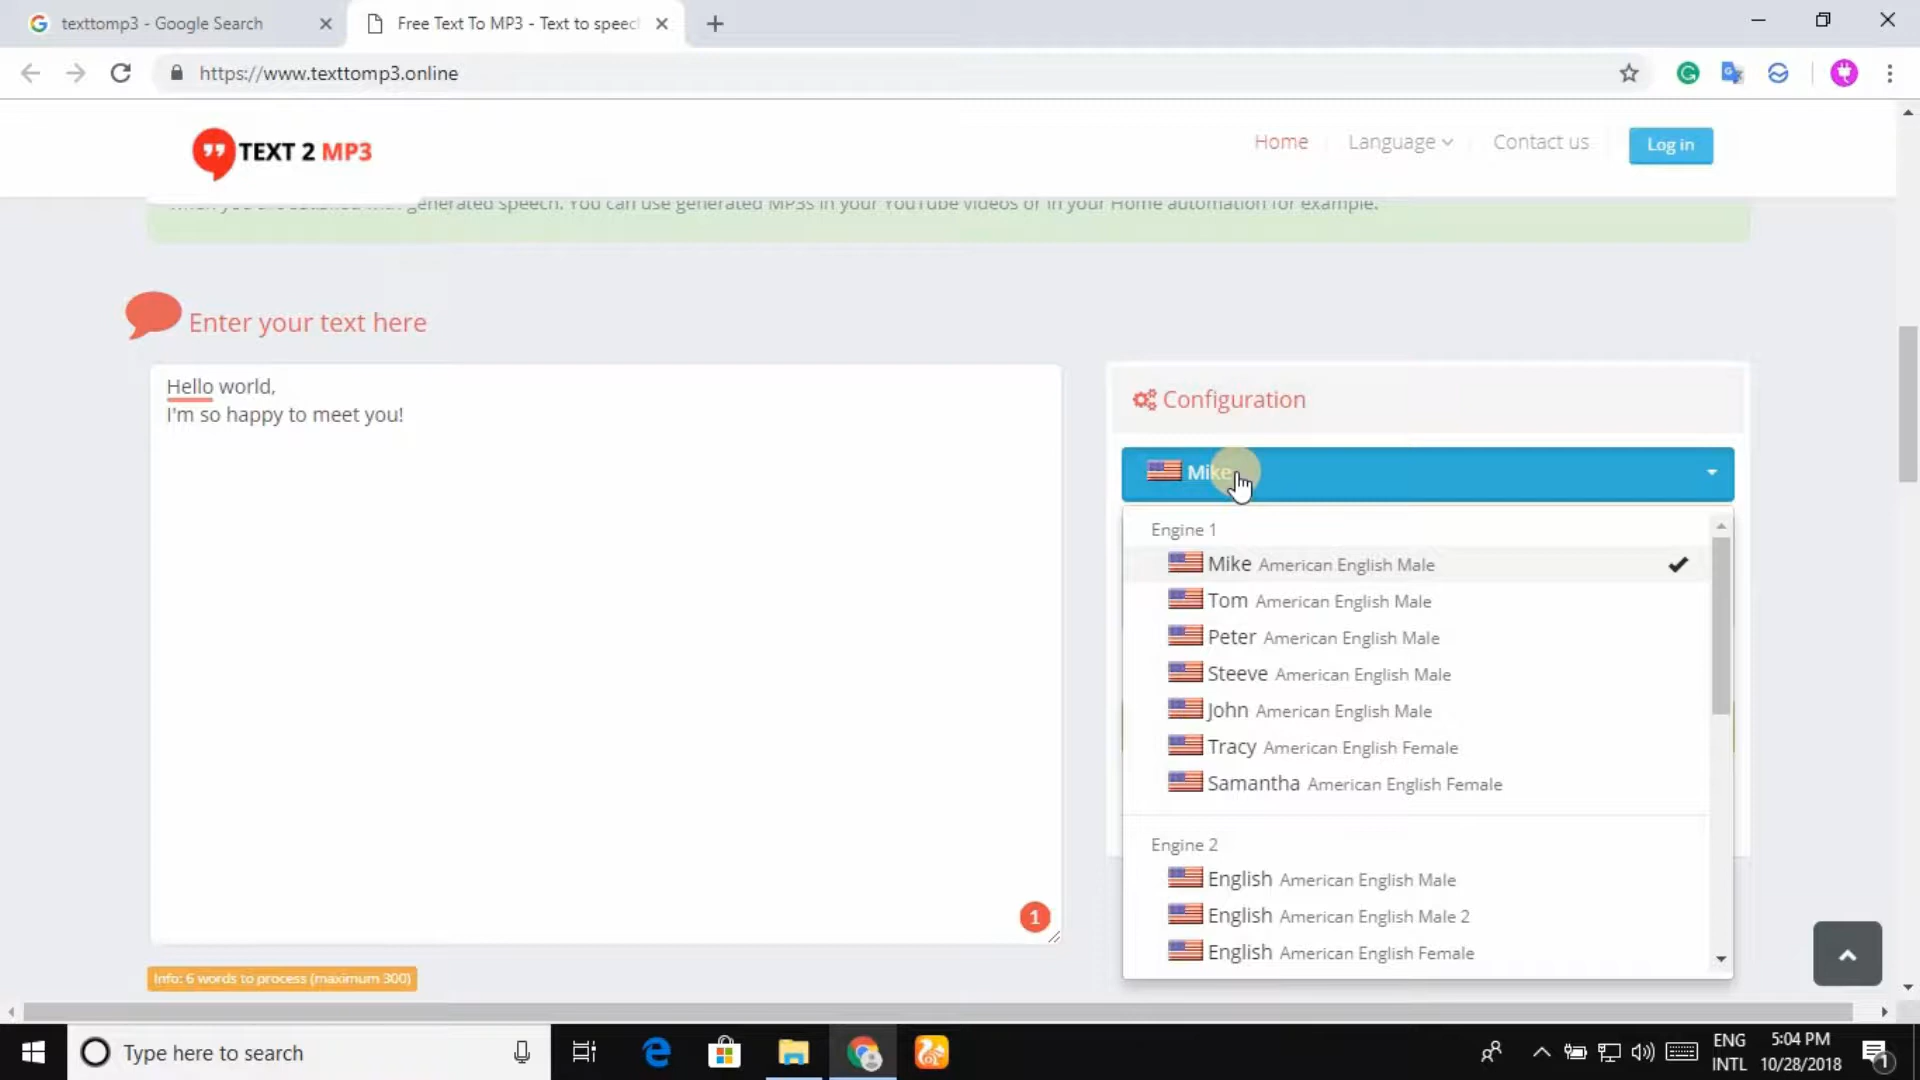 texttomp3 - Google Search
Free Text To MP3 - Text to speech
https://www.texttomp3.online
TEXT 2 MP3
Home
Language
Contact us
Log in
generated speech. You can use generated MP3s in your YouTube videos or in your Home automation for example.
Enter your text here
Hello world,
I'm so happy to meet you!
1
Info: 6 words to process (maximum 300)
Configuration
Mike
Engine 1
Mike American English Male
Tom American English Male
Peter American English Male
Steeve American English Male
John American English Male
Tracy American English Female
Samantha American English Female
Engine 2
English American English Male
English American English Male 2
English American English Female
Type here to search
ENG
INTL
5:04 PM
10/28/2018
1